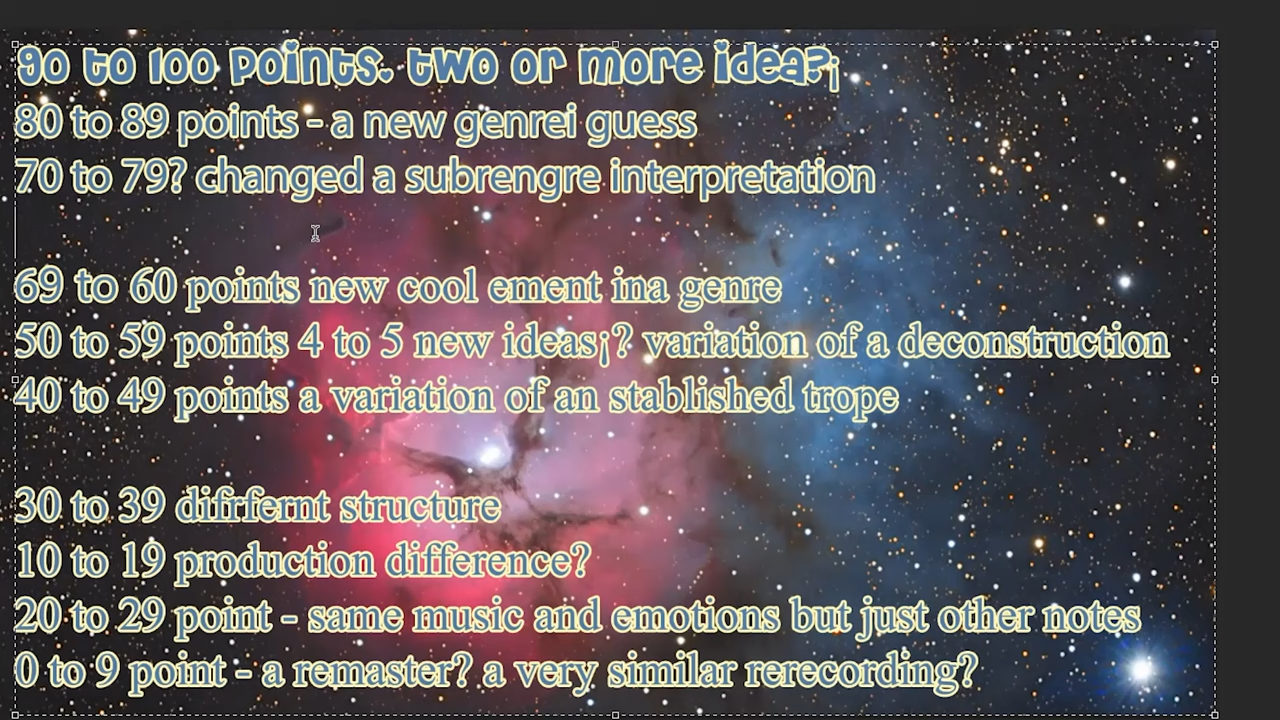 90 to 100 points. two or more idea?¡
80 to 89 points - a new genrei guess
70 to 79? changed a subrengre interpretation
69 to 60 points new cool ement ina genre
50 to 59 points 4 to 5 new ideas¡? variation of a deconstruction
40 to 49 points a variation of an stablished trope
30 to 39 difrfernt structure
10 to 19 production difference?
20 to 29 point - same music and emotions but just other notes
0 to 9 point - a remaster? a very similar rerecording?